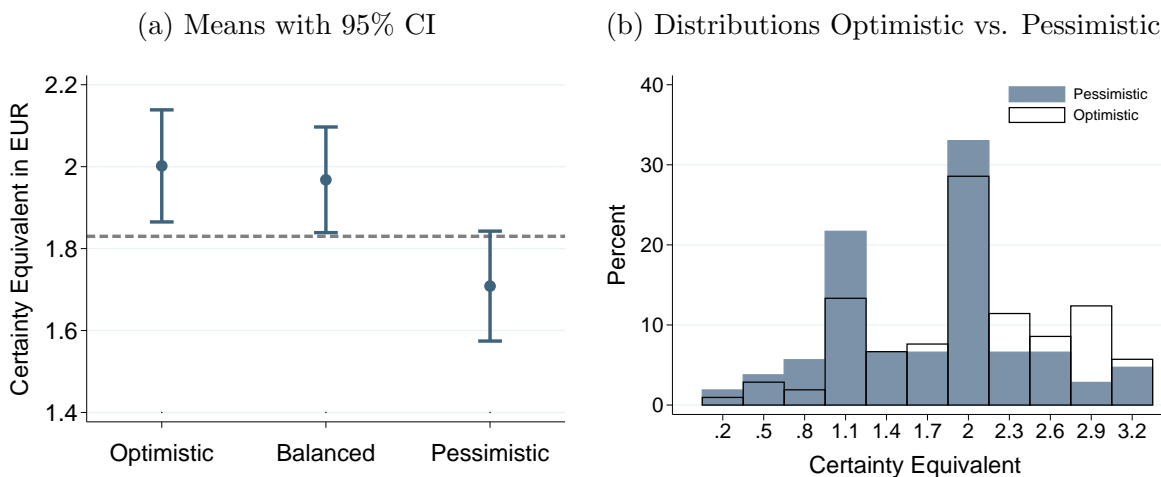 (a) Means with 95% CI
Certainty Equivalent in EUR
2.2
2
1.8
1.6
1.4
Optimistic Balanced Pessimistic
(b) Distributions Optimistic vs. Pessimistic
Percent
40
30
20
10
0
Pessimistic
Optimistic
.2 .5 .8 1.1 1.4 1.7 2 2.3 2.6 2.9 3.2
Certainty Equivalent